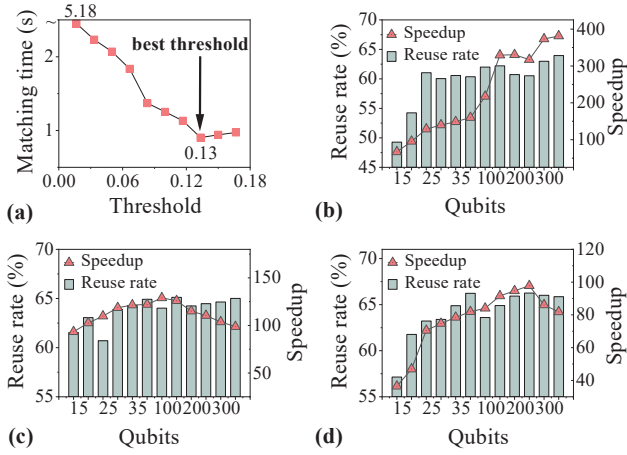 5.18
~
2
1
Matching time (s)
best threshold
0.13
0.00 0.06 0.12 0.18
Threshold
(a)
70
65
60
55
50
45
Reuse rate (%)
Speedup
Reuse rate
400
300
200
100
Speedup
15 25 35 100 200 300
Qubits
(b)
70
65
60
55
Reuse rate (%)
Speedup
Reuse rate
150
100
50
Speedup
15 25 35 100 200 300
Qubits
(c)
70
65
60
55
Reuse rate (%)
Speedup
Reuse rate
120
100
80
60
40
Speedup
15 25 35 100 200 300
Qubits
(d)